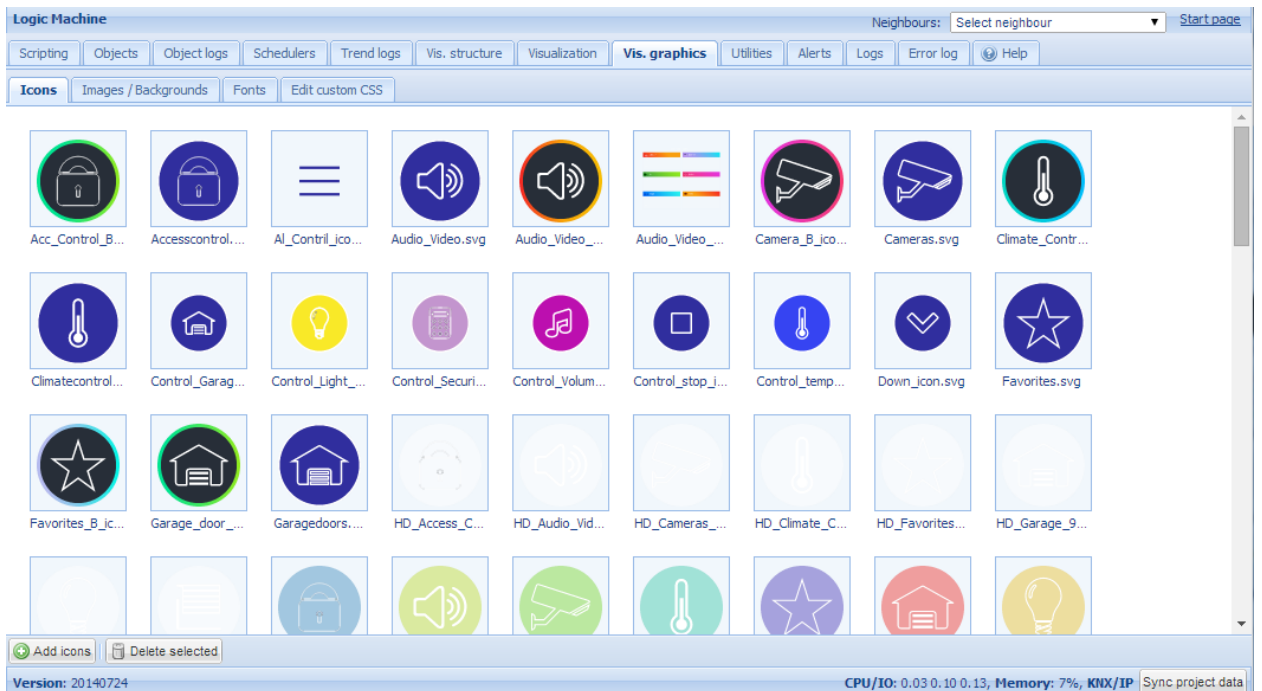 Logic Machine Neighbours: Select neighbour Start page
Scripting Objects Object logs Schedulers Trend logs Vis. structure Visualization Vis. graphics Utilities Alerts Logs Error log Help
Icons Images / Backgrounds Fonts Edit custom CSS
Acc_Control_B... Accesscontrol.... Al_Contril_ico... Audio_Video.svg Audio_Video_... Audio_Video_... Camera_B_ico... Cameras.svg Climate_Contr...
Climatecontrol... Control_Garag... Control_Light_... Control_Securi... Control_Volum... Control_stop_i... Control_temp... Down_icon.svg Favorites.svg
Favorites_B_ic... Garage_door_... Garagedoors.... HD_Access_C... HD_Audio_Vid... HD_Cameras_... HD_Climate_C... HD_Favorites... HD_Garage_9...
Add icons Delete selected
Version: 20140724 CPU/IO: 0.03 0.10 0.13, Memory: 7%, KNX/IP Sync project data